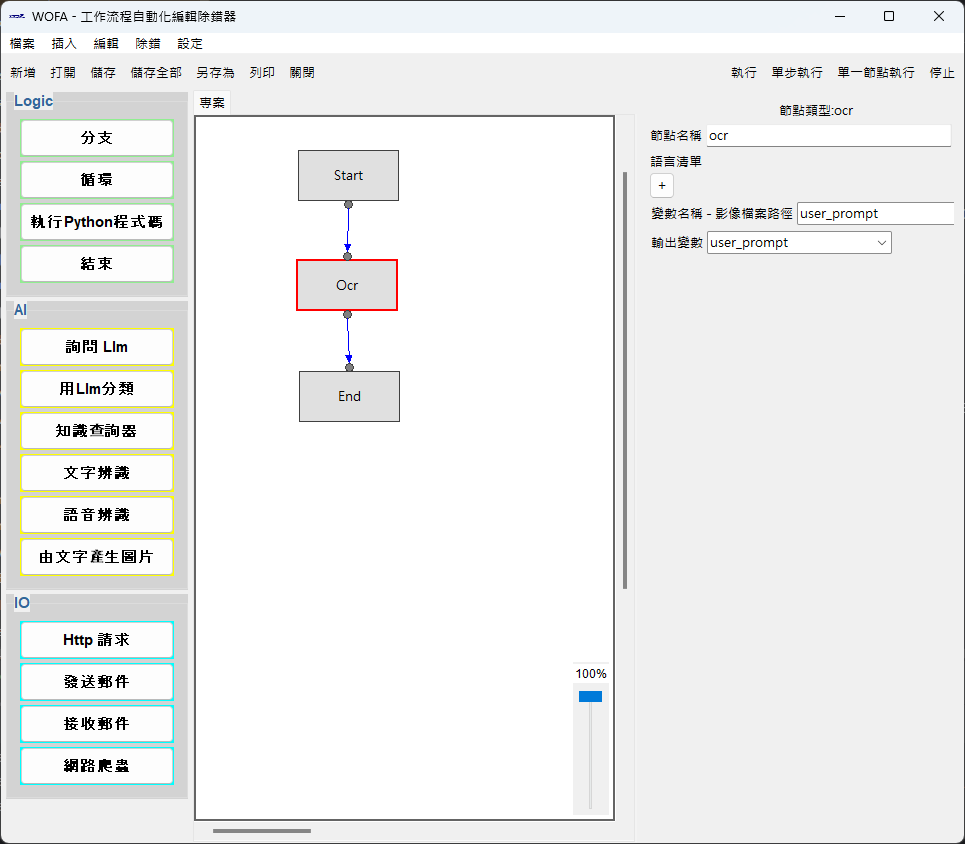 WOFA - 工作流程自動化編輯除錯器
檔案 插入 編輯 除錯 設定
新增 打開 儲存 儲存全部 另存為 列印 關閉 執行 單步執行 單一節點執行 停止
Logic
分支
循環
執行Python程式碼
結束
AI
詢問 Llm
用Llm分類
知識查詢器
文字辨識
語音辨識
由文字產生圖片
IO
Http 請求
發送郵件
接收郵件
網路爬蟲
專案
Start
Ocr
End
100%
節點類型:ocr
節點名稱 ocr
語言清單
+
變數名稱 - 影像檔案路徑 user_prompt
輸出變數 user_prompt